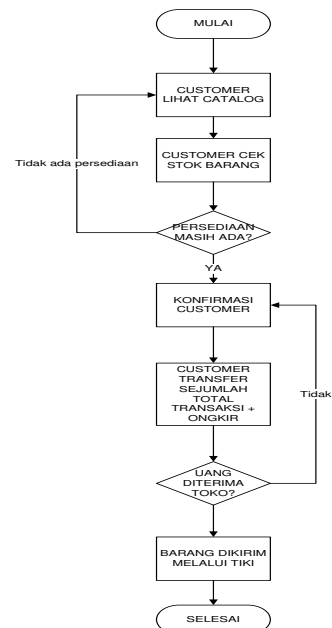 MULAI
CUSTOMER
LIHAT CATALOG
Tidak ada persediaan
CUSTOMER CEK
STOK BARANG
PERSEDIAAN
MASIH ADA?
YA
KONFIRMASI
CUSTOMER
CUSTOMER
TRANSFER
SEJUMLAH
TOTAL
TRANSAKSI +
ONGKIR
Tidak
UANG
DITERIMA
TOKO?
BARANG DIKIRIM
MELALUI TIKI
SELESAI